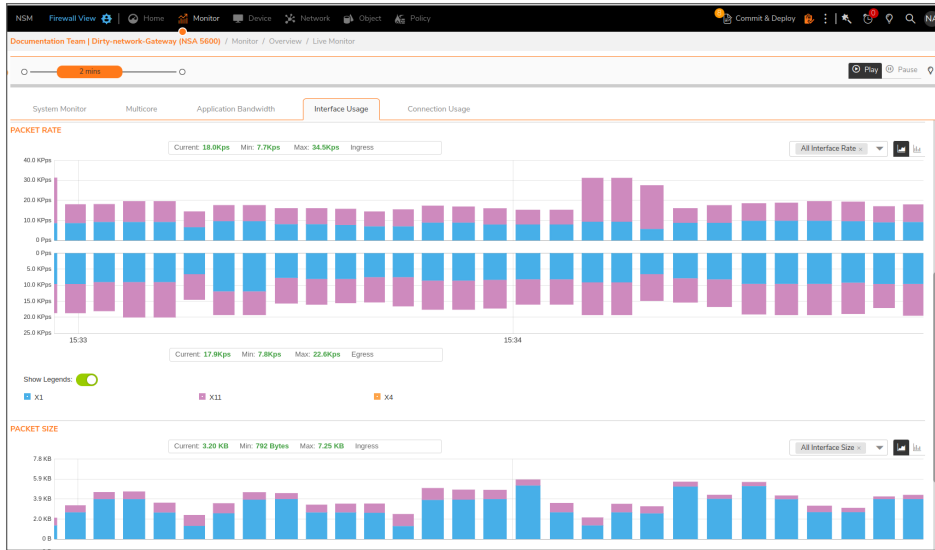 NSM Firewall View Home Monitor Device Network Object Policy Commit & Deploy NA
Documentation Team | Dirty-network-Gateway (NSA 5600) / Monitor / Overview / Live Monitor
2 mins Play Pause
System Monitor Multicore Application Bandwidth Interface Usage Connection Usage
PACKET RATE
Current: 18.0Kps Min: 7.7Kps Max: 34.5Kps Ingress All Interface Rate ×
40.0 KPps
30.0 KPps
20.0 KPps
10.0 KPps
0 Pps
0 Pps
5.0 KPps
10.0 KPps
15.0 KPps
20.0 KPps
25.0 KPps
15:33 15:34
Current: 17.9Kps Min: 7.8Kps Max: 22.6Kps Egress
Show Legends:
X1 X11 X4
PACKET SIZE
Current: 3.20 KB Min: 792 Bytes Max: 7.25 KB Ingress All Interface Size ×
7.8 KB
5.9 KB
3.9 KB
2.0 KB
0 B